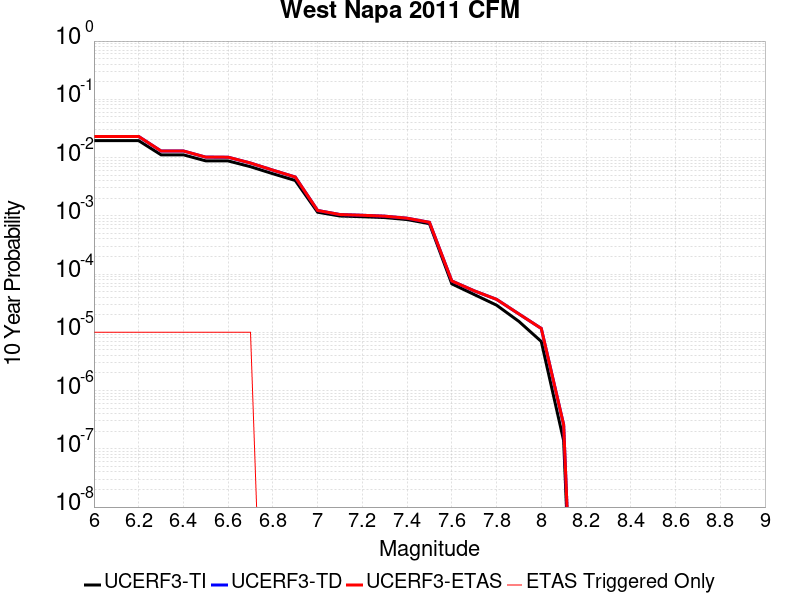 West Napa 2011 CFM
10 Year Probability
10^0
10^-1
10^-2
10^-3
10^-4
10^-5
10^-6
10^-7
10^-8
6 6.2 6.4 6.6 6.8 7 7.2 7.4 7.6 7.8 8 8.2 8.4 8.6 8.8 9
Magnitude
UCERF3-TI UCERF3-TD UCERF3-ETAS ETAS Triggered Only